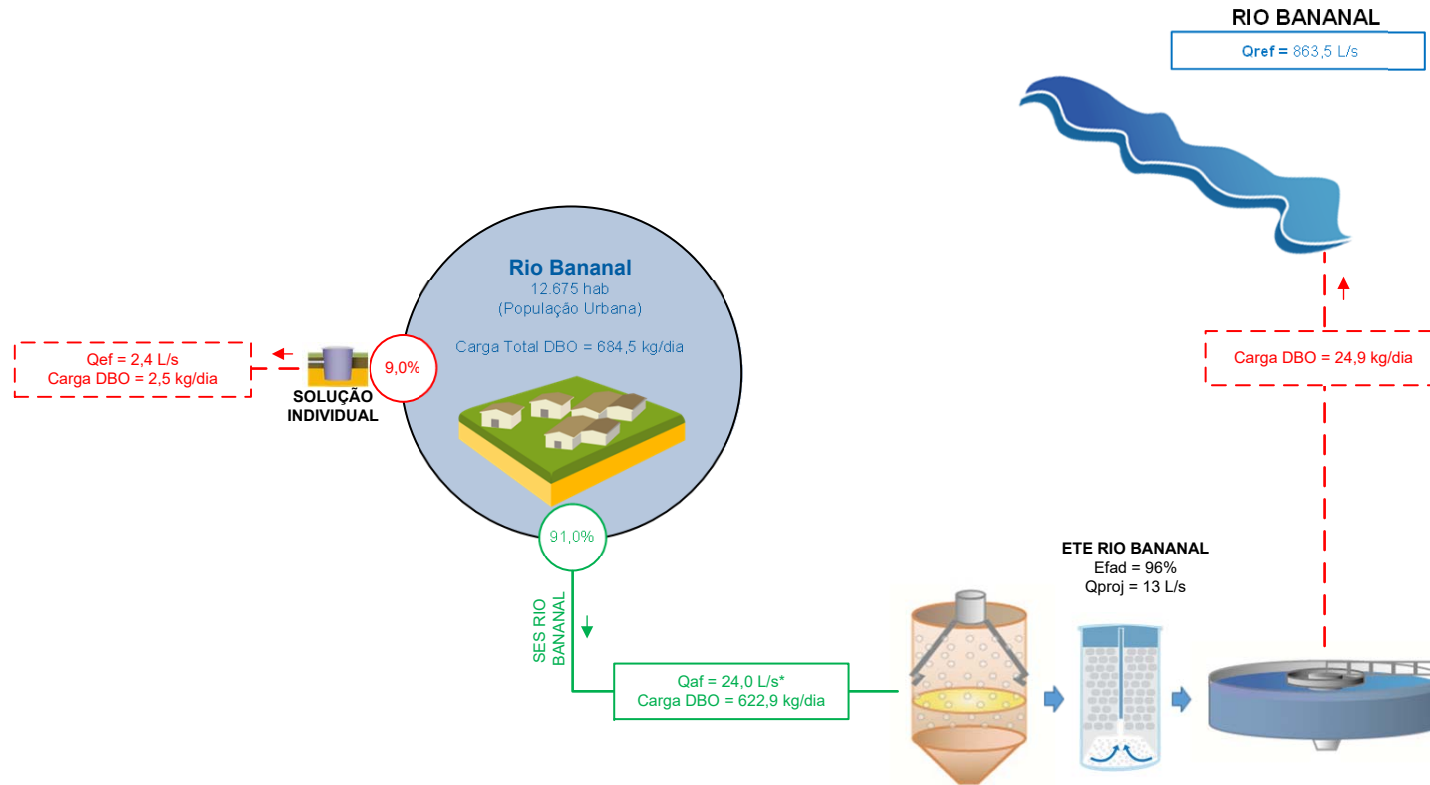 RIO BANANAL
Qref = 863,5 L/s
Rio Bananal
12.675 hab
(População Urbana)
Carga Total DBO = 684,5 kg/dia
Qef = 2,4 L/s
Carga DBO = 2,5 kg/dia
9,0%
SOLUÇÃO
INDIVIDUAL
Carga DBO = 24,9 kg/dia
91,0%
ETE RIO BANANAL
Efad = 96%
Qproj = 13 L/s
SES RIO
BANANAL
Qaf = 24,0 L/s*
Carga DBO = 622,9 kg/dia